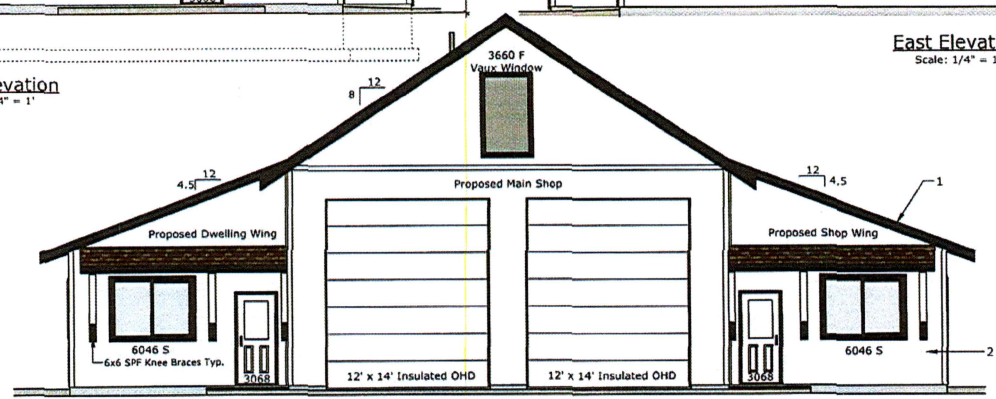 East Elevat
Scale: 1/4" = 1
evation
4" = 1'
3660 F
Vaux Window
12
8
12
4.5
12
4.5
1
Proposed Main Shop
Proposed Dwelling Wing
Proposed Shop Wing
6046 S
6x6 SPF Knee Braces Typ.
3068
12' x 14' Insulated OHD
12' x 14' Insulated OHD
3068
6046 S
2